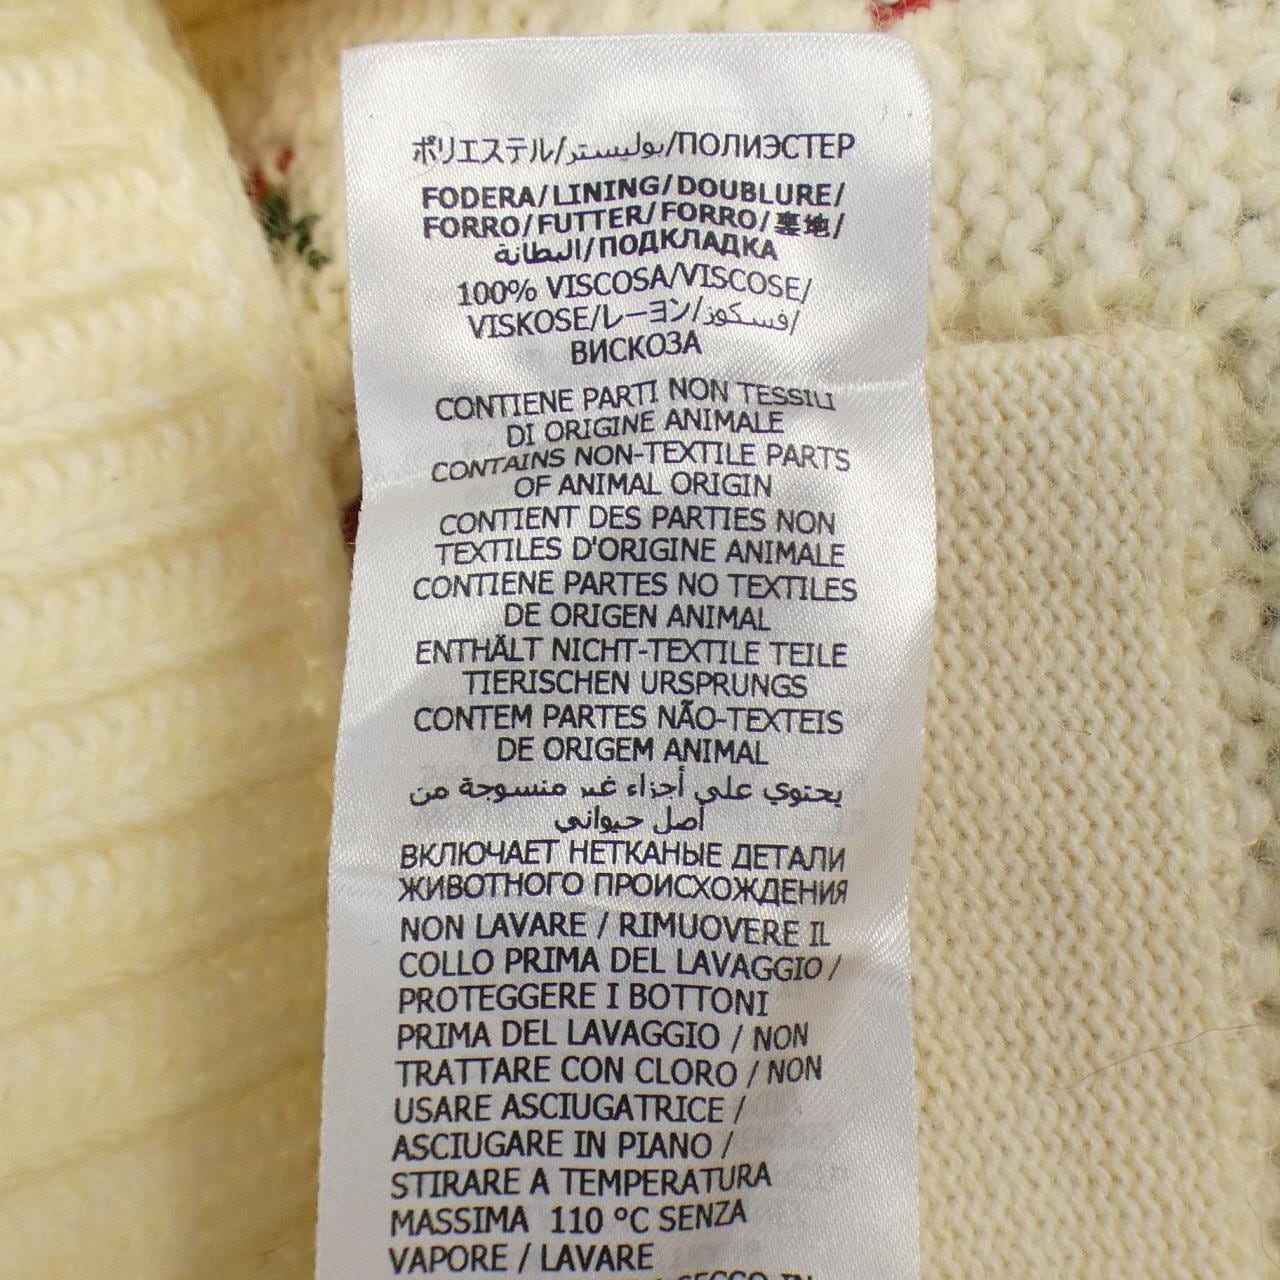 ポリエステル/بوليستر/ПОЛИЭСТЕР
FODERA/LINING/DOUBLURE/
FORRO/FUTTER/FORRO/裏地/
البطانة/ПОДКЛАДКА
100% VISCOSA/VISCOSE/
VISKOSE/レーヨン/فسكوز/
ВИСКОЗА
CONTIENE PARTI NON TESSILI
DI ORIGINE ANIMALE
CONTAINS NON-TEXTILE PARTS
OF ANIMAL ORIGIN
CONTIENT DES PARTIES NON
TEXTILES D'ORIGINE ANIMALE
CONTIENE PARTES NO TEXTILES
DE ORIGEN ANIMAL
ENTHÄLT NICHT-TEXTILE TEILE
TIERISCHEN URSPRUNGS
CONTEM PARTES NÃO-TEXTEIS
DE ORIGEM ANIMAL
يحتوي على أجزاء غير منسوجة من
أصل حيواني
ВКЛЮЧАЕТ НЕТКАНЫЕ ДЕТАЛИ
ЖИВОТНОГО ПРОИСХОЖДЕНИЯ
NON LAVARE / RIMUOVERE IL
COLLO PRIMA DEL LAVAGGIO /
PROTEGGERE I BOTTONI
PRIMA DEL LAVAGGIO / NON
TRATTARE CON CLORO / NON
USARE ASCIUGATRICE /
ASCIUGARE IN PIANO /
STIRARE A TEMPERATURA
MASSIMA 110 °C SENZA
VAPORE / LAVARE
SECCO IN